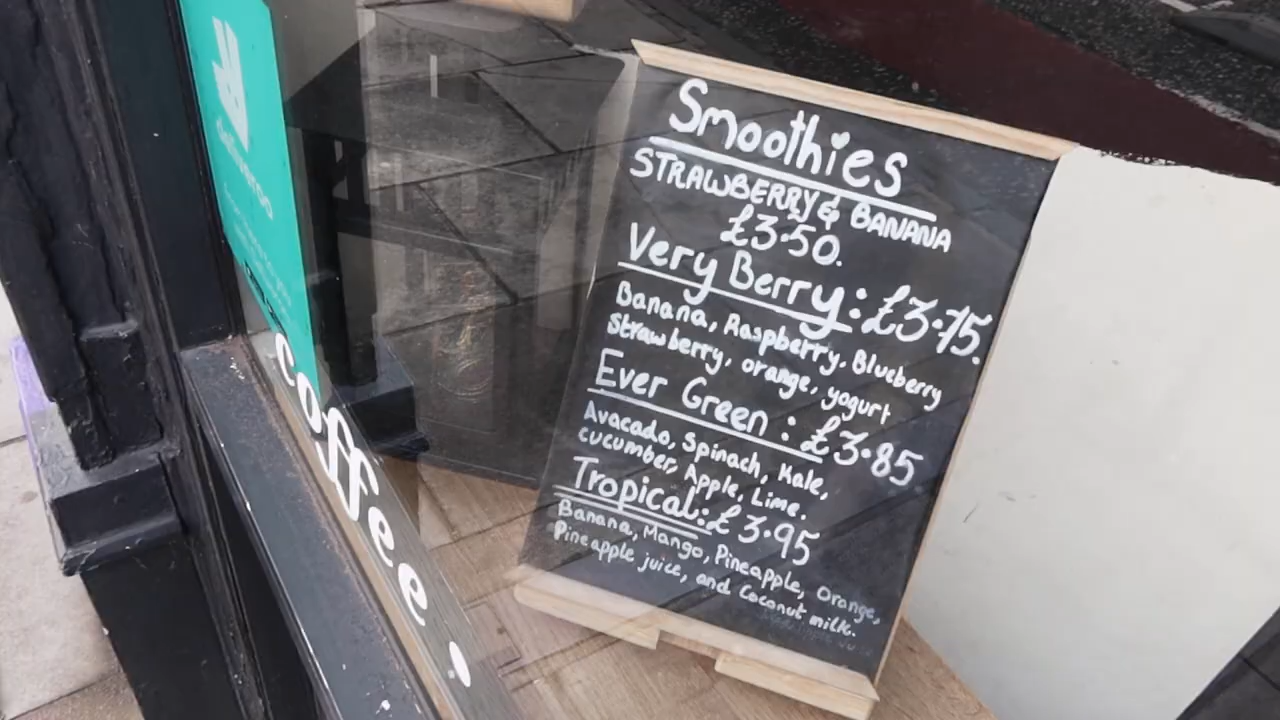 deliveroo
coffee.
Smoothies
STRAWBERRY & BANANA
£3.50.
Very Berry: £3.75.
Banana, Raspberry, Blueberry
Strawberry, orange, yogurt
Ever Green: £3.85
Avacado, Spinach, Kale,
cucumber, Apple, Lime.
Tropical: £3.95
Banana, Mango, Pineapple, Orange,
Pineapple juice, and Coconut milk.